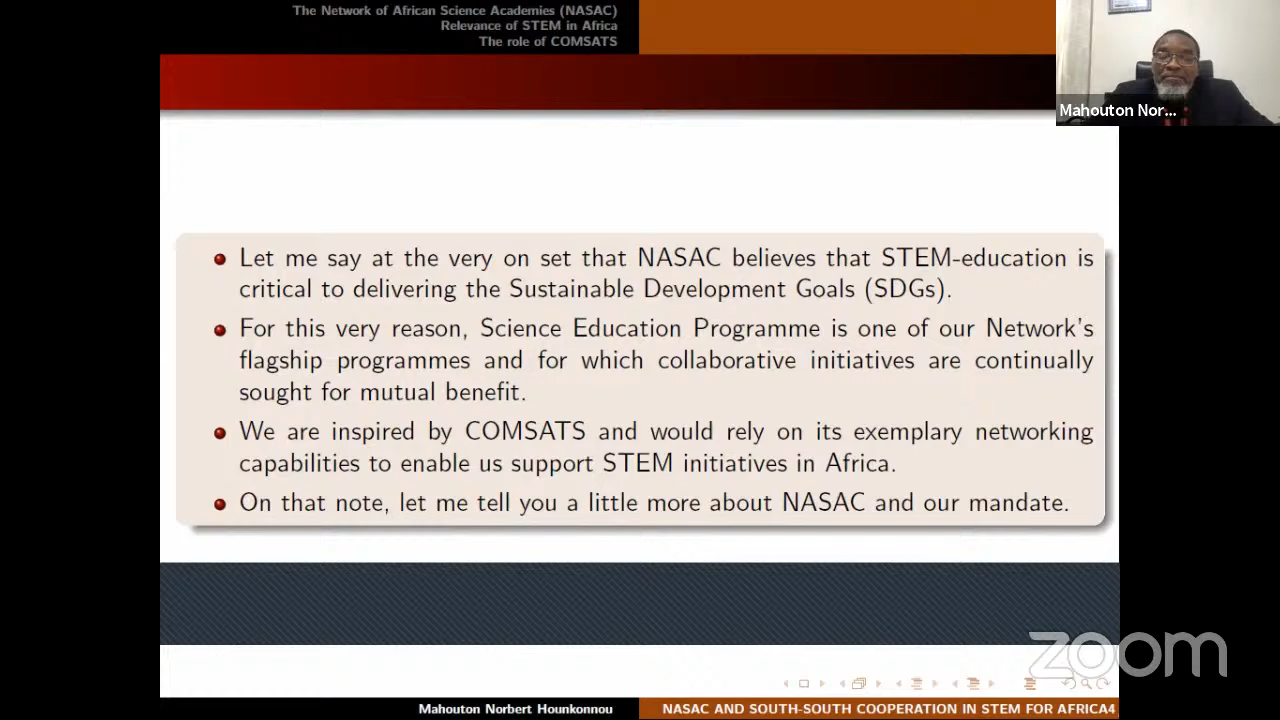 The Network of African Science Academies (NASAC)
Relevance of STEM in Africa
The role of COMSATS
Mahouton Nor...
Let me say at the very on set that NASAC believes that STEM-education is
critical to delivering the Sustainable Development Goals (SDGs).
For this very reason, Science Education Programme is one of our Network's
flagship programmes and for which collaborative initiatives are continually
sought for mutual benefit.
We are inspired by COMSATS and would rely on its exemplary networking
capabilities to enable us support STEM initiatives in Africa.
On that note, let me tell you a little more about NASAC and our mandate.
zoom
Mahouton Norbert Hounkonnou
NASAC AND SOUTH-SOUTH COOPERATION IN STEM FOR AFRICA4